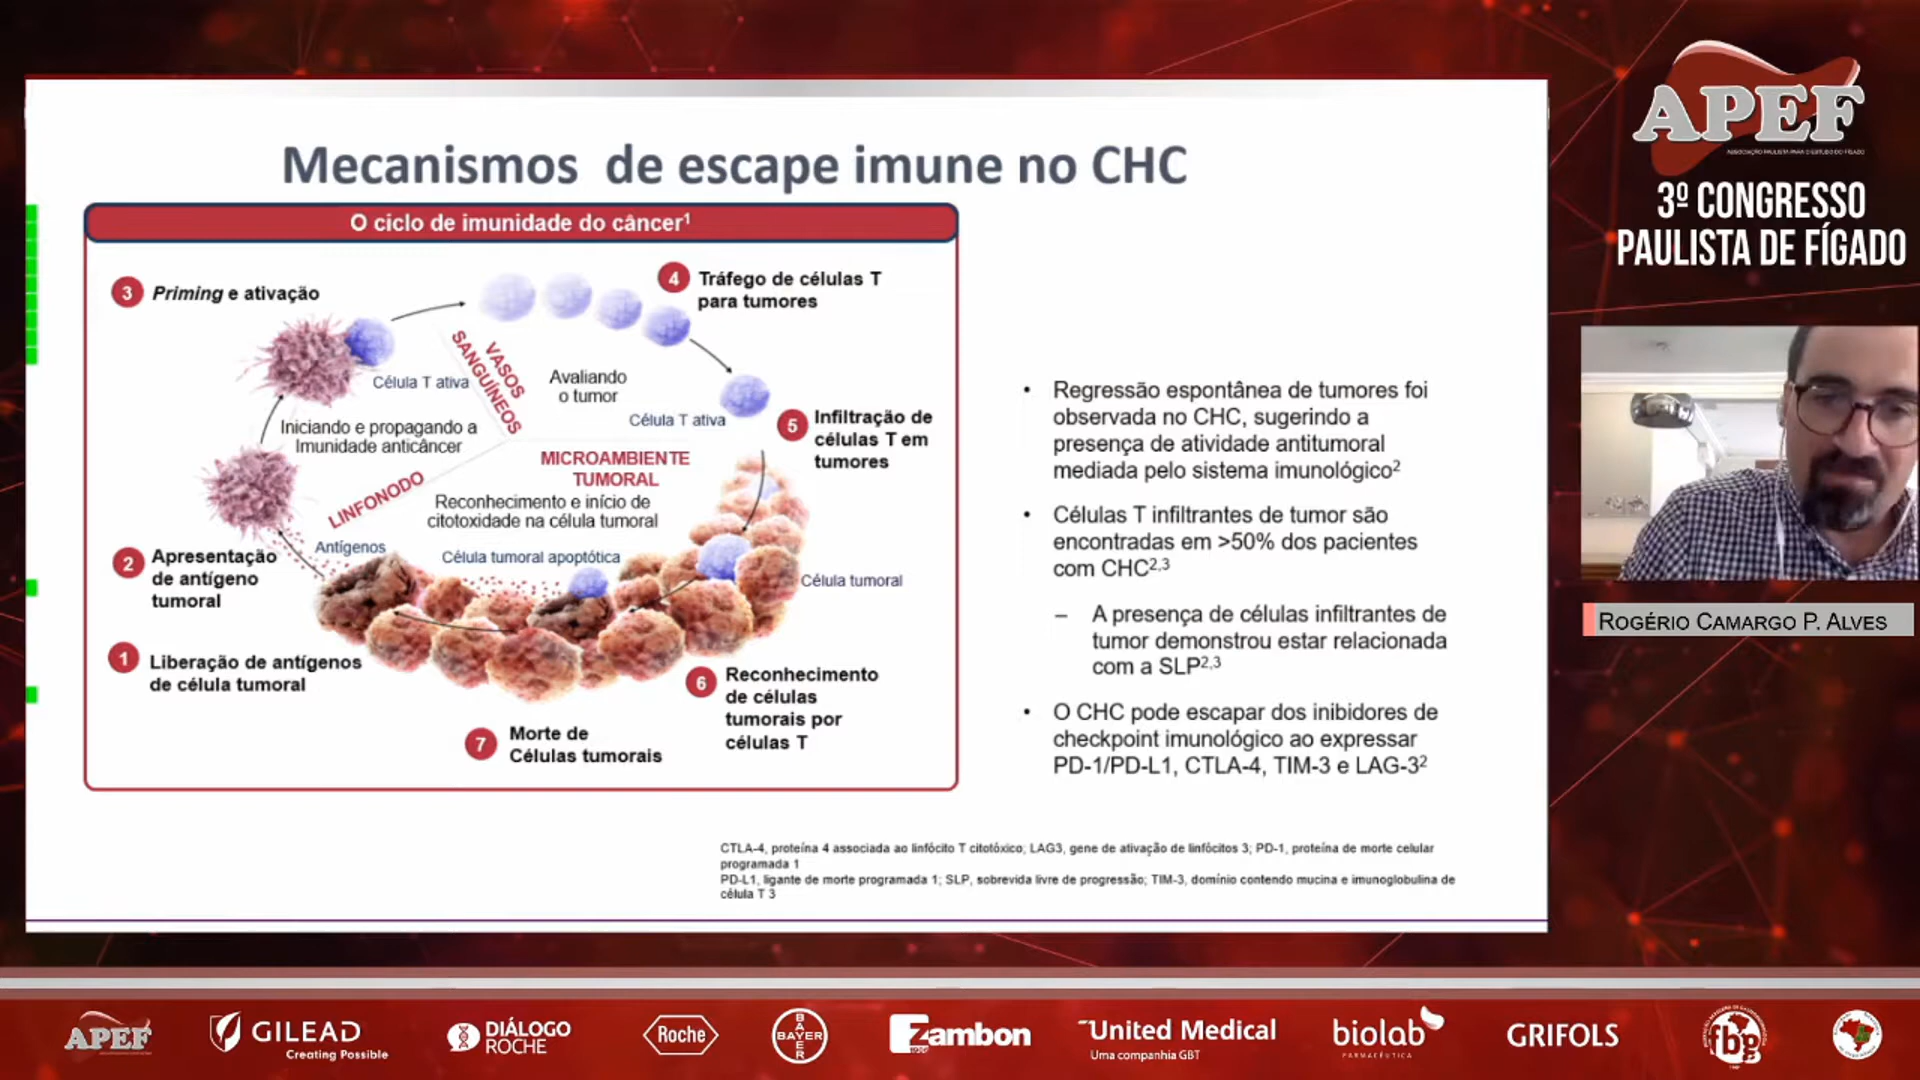 Mecanismos de escape imune no CHC
O ciclo de imunidade do câncer¹
3 Priming e ativação
4 Tráfego de células T
para tumores
VASOS
SANGUÍNEOS
Célula T ativa
Avaliando
o tumor
Célula T ativa
5 Infiltração de
células T em
tumores
Iniciando e propagando a
Imunidade anticâncer
LINFONODO
MICROAMBIENTE
TUMORAL
Reconhecimento e início de
citotoxidade na célula tumoral
Antígenos
Célula tumoral apoptótica
Célula tumoral
2 Apresentação
de antígeno
tumoral
1 Liberação de antígenos
de célula tumoral
6 Reconhecimento
de células
tumorais por
células T
7 Morte de
Células tumorais
• Regressão espontânea de tumores foi
observada no CHC, sugerindo a
presença de atividade antitumoral
mediada pelo sistema imunológico²
• Células T infiltrantes de tumor são
encontradas em >50% dos pacientes
com CHC²,³
– A presença de células infiltrantes de
tumor demonstrou estar relacionada
com a SLP²,³
• O CHC pode escapar dos inibidores de
checkpoint imunológico ao expressar
PD-1/PD-L1, CTLA-4, TIM-3 e LAG-3²
CTLA-4, proteína 4 associada ao linfócito T citotóxico; LAG3, gene de ativação de linfócitos 3; PD-1, proteína de morte celular
programada 1
PD-L1, ligante de morte programada 1; SLP, sobrevida livre de progressão; TIM-3, domínio contendo mucina e imunoglobulina de
célula T 3
APEF
ASSOCIAÇÃO PAULISTA PARA O ESTUDO DO FÍGADO
3º CONGRESSO
PAULISTA DE FÍGADO
ROGÉRIO CAMARGO P. ALVES
APEF
GILEAD
Creating Possible
DIÁLOGO
ROCHE
Roche
BAYER
BAYER
Zambon
United Medical
Uma companhia GBT
biolab
FARMACÊUTICA
GRIFOLS
fbg